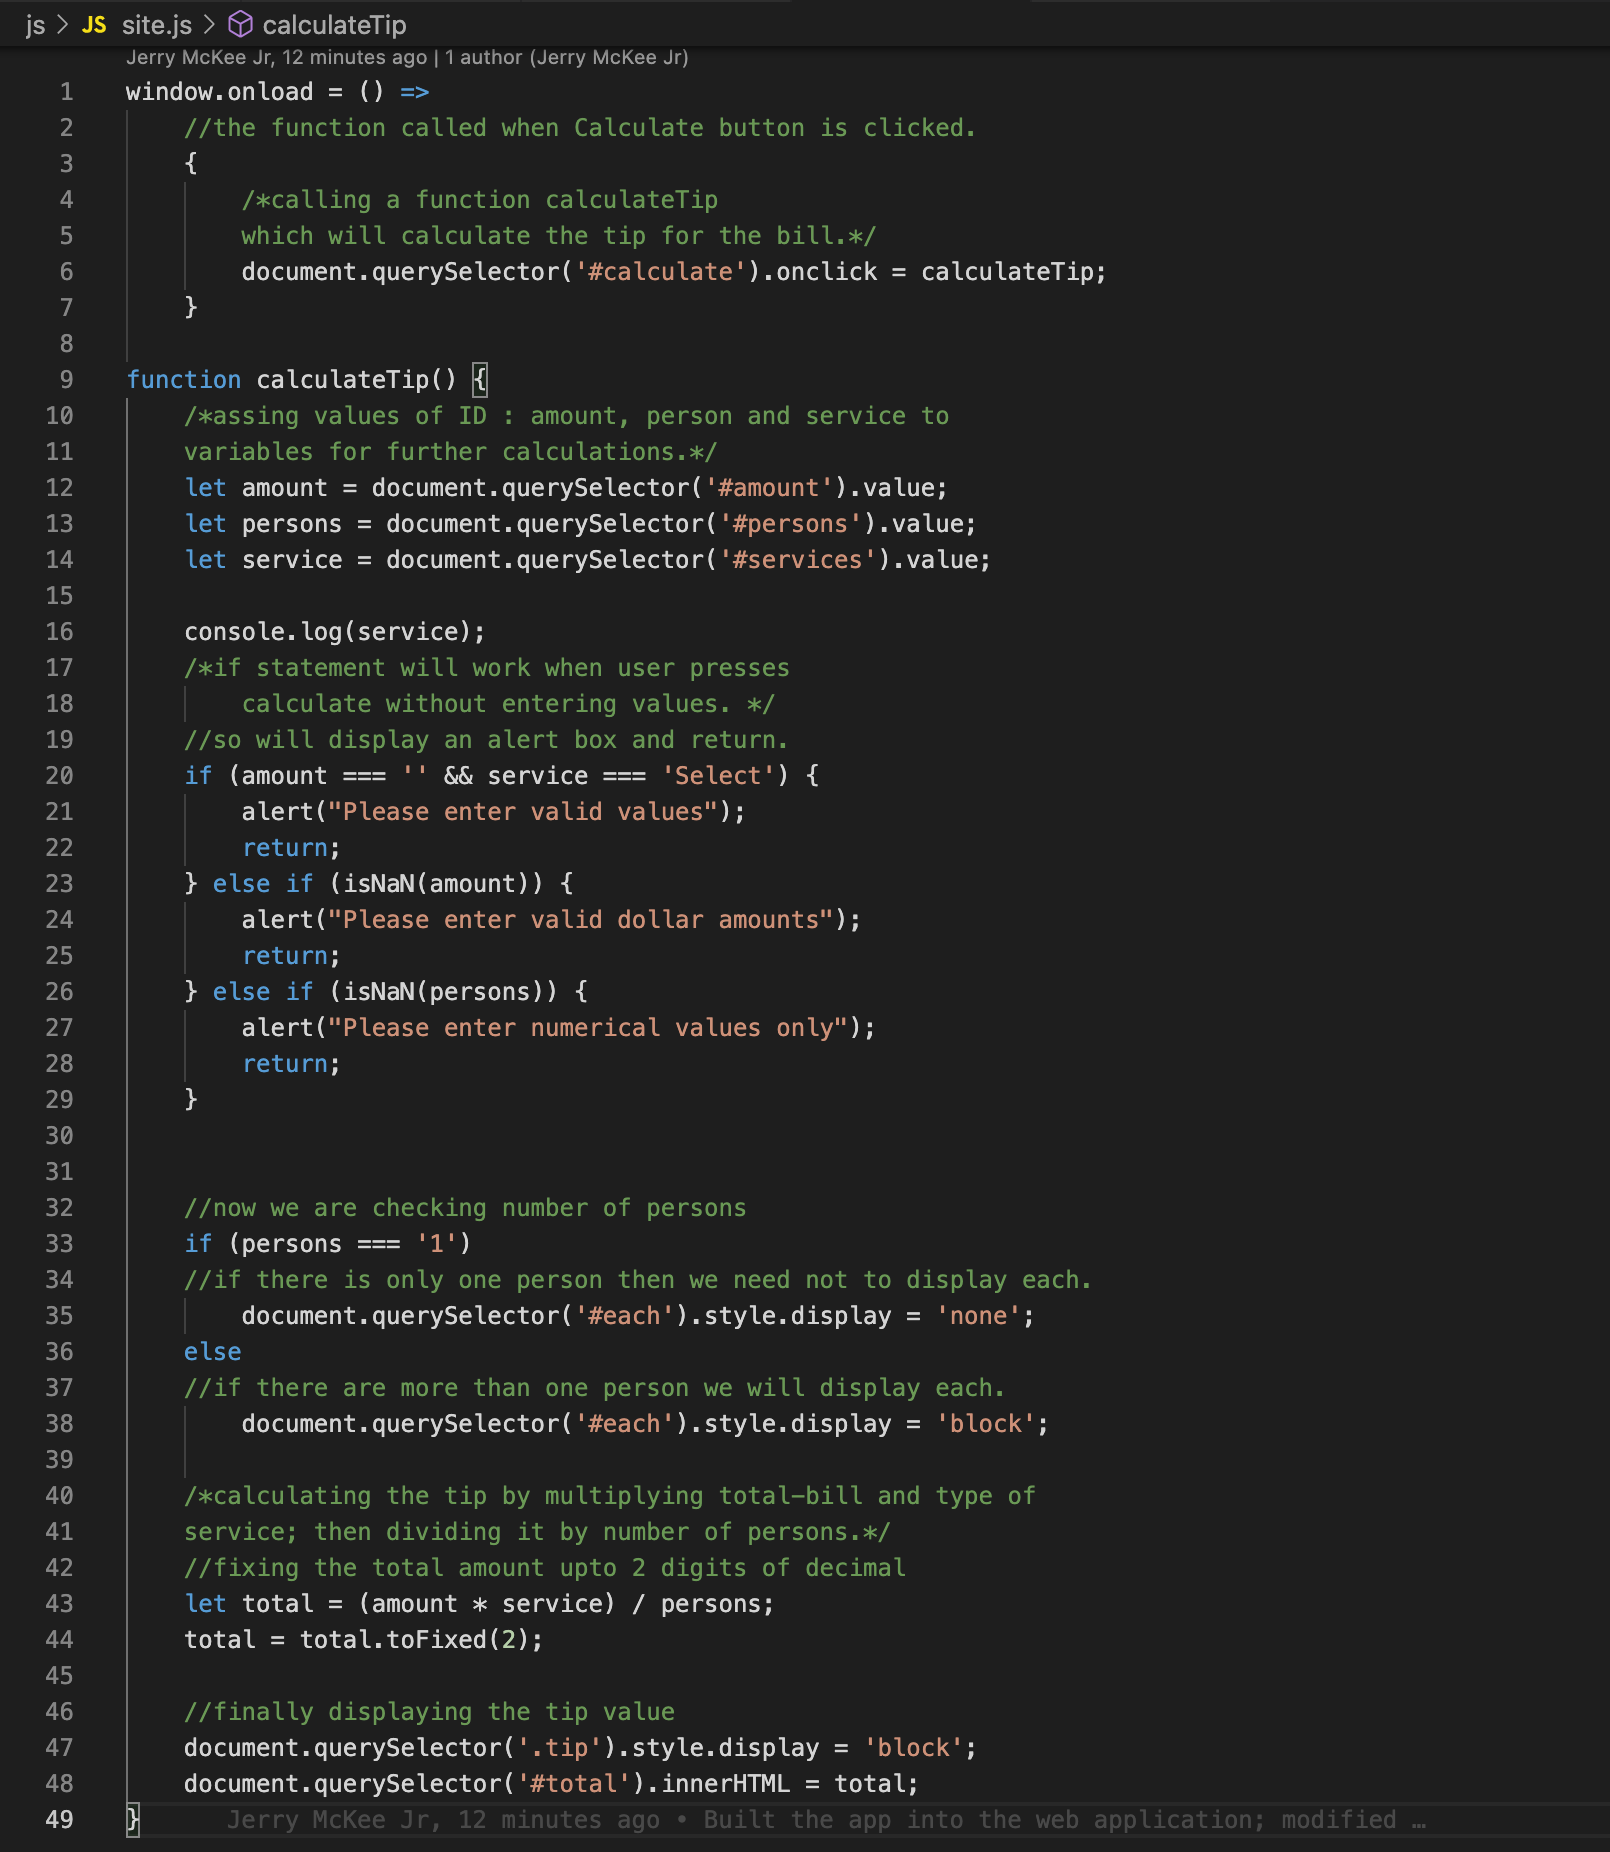 js > JS site.js > calculateTip
Jerry McKee Jr, 12 minutes ago | 1 author (Jerry McKee Jr)
1 window.onload = () =>
2 //the function called when Calculate button is clicked.
3 {
4 /*calling a function calculateTip
5 which will calculate the tip for the bill.*/
6 document.querySelector('#calculate').onclick = calculateTip;
7 }
8
9 function calculateTip() {
10 /*assing values of ID : amount, person and service to
11 variables for further calculations.*/
12 let amount = document.querySelector('#amount').value;
13 let persons = document.querySelector('#persons').value;
14 let service = document.querySelector('#services').value;
15
16 console.log(service);
17 /*if statement will work when user presses
18 calculate without entering values. */
19 //so will display an alert box and return.
20 if (amount === '' && service === 'Select') {
21 alert("Please enter valid values");
22 return;
23 } else if (isNaN(amount)) {
24 alert("Please enter valid dollar amounts");
25 return;
26 } else if (isNaN(persons)) {
27 alert("Please enter numerical values only");
28 return;
29 }
30
31
32 //now we are checking number of persons
33 if (persons === '1')
34 //if there is only one person then we need not to display each.
35 document.querySelector('#each').style.display = 'none';
36 else
37 //if there are more than one person we will display each.
38 document.querySelector('#each').style.display = 'block';
39
40 /*calculating the tip by multiplying total-bill and type of
41 service; then dividing it by number of persons.*/
42 //fixing the total amount upto 2 digits of decimal
43 let total = (amount * service) / persons;
44 total = total.toFixed(2);
45
46 //finally displaying the tip value
47 document.querySelector('.tip').style.display = 'block';
48 document.querySelector('#total').innerHTML = total;
49 } Jerry McKee Jr, 12 minutes ago • Built the app into the web application; modified …